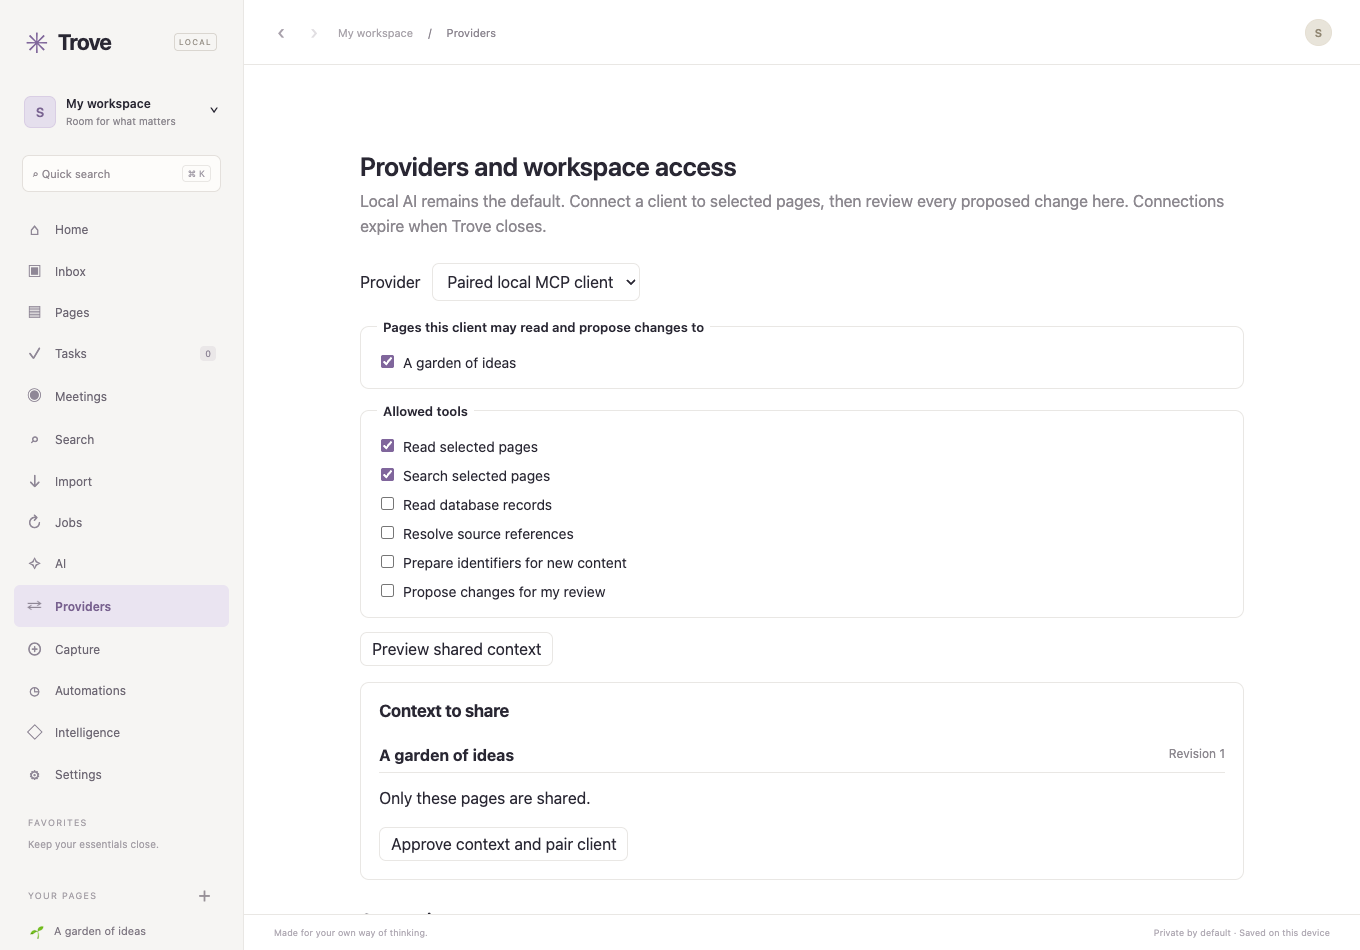 Trove
LOCAL
S
My workspace
Room for what matters
Quick search
⌘ K
Home
Inbox
Pages
Tasks
0
Meetings
Search
Import
Jobs
AI
Providers
Capture
Automations
Intelligence
Settings
FAVORITES
Keep your essentials close.
YOUR PAGES
A garden of ideas
My workspace / Providers
S
Providers and workspace access
Local AI remains the default. Connect a client to selected pages, then review every proposed change here. Connections
expire when Trove closes.
Provider
Paired local MCP client
Pages this client may read and propose changes to
A garden of ideas
Allowed tools
Read selected pages
Search selected pages
Read database records
Resolve source references
Prepare identifiers for new content
Propose changes for my review
Preview shared context
Context to share
A garden of ideas
Revision 1
Only these pages are shared.
Approve context and pair client
Made for your own way of thinking.
Private by default · Saved on this device